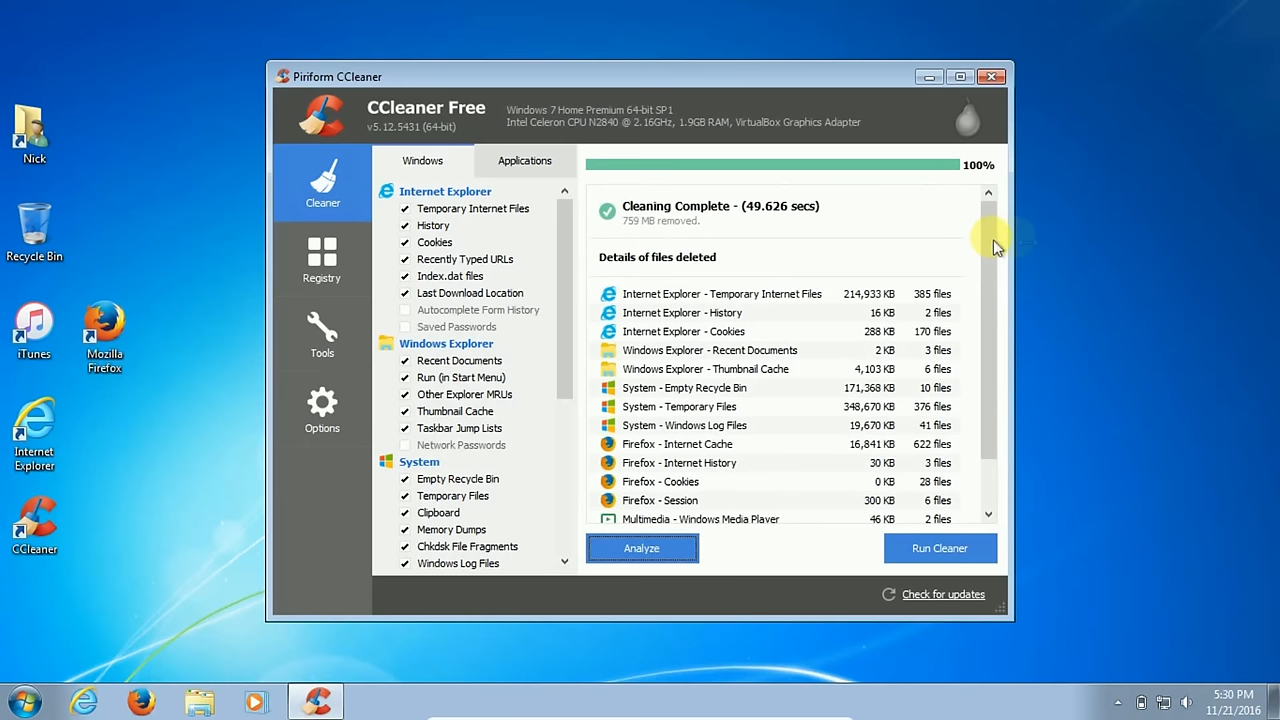 Piriform CCleaner
CCleaner Free
v5.12.5431 (64-bit)
Windows 7 Home Premium 64-bit SP1
Intel Celeron CPU N2840 @ 2.16GHz, 1.9GB RAM, VirtualBox Graphics Adapter
Nick
Recycle Bin
iTunes
Mozilla
Firefox
Internet
Explorer
CCleaner
Cleaner
Registry
Tools
Options
Windows
Applications
Internet Explorer
Temporary Internet Files
History
Cookies
Recently Typed URLs
Index.dat files
Last Download Location
Autocomplete Form History
Saved Passwords
Windows Explorer
Recent Documents
Run (in Start Menu)
Other Explorer MRUs
Thumbnail Cache
Taskbar Jump Lists
Network Passwords
System
Empty Recycle Bin
Temporary Files
Clipboard
Memory Dumps
Chkdsk File Fragments
Windows Log Files
100%
Cleaning Complete - (49.626 secs)
759 MB removed.
Details of files deleted
Internet Explorer - Temporary Internet Files 214,933 KB 385 files
Internet Explorer - History 16 KB 2 files
Internet Explorer - Cookies 288 KB 170 files
Windows Explorer - Recent Documents 2 KB 3 files
Windows Explorer - Thumbnail Cache 4,103 KB 6 files
System - Empty Recycle Bin 171,368 KB 10 files
System - Temporary Files 348,670 KB 376 files
System - Windows Log Files 19,670 KB 41 files
Firefox - Internet Cache 16,841 KB 622 files
Firefox - Internet History 30 KB 3 files
Firefox - Cookies 0 KB 28 files
Firefox - Session 300 KB 6 files
Multimedia - Windows Media Player 46 KB 2 files
Analyze
Run Cleaner
Check for updates
5:30 PM
11/21/2016